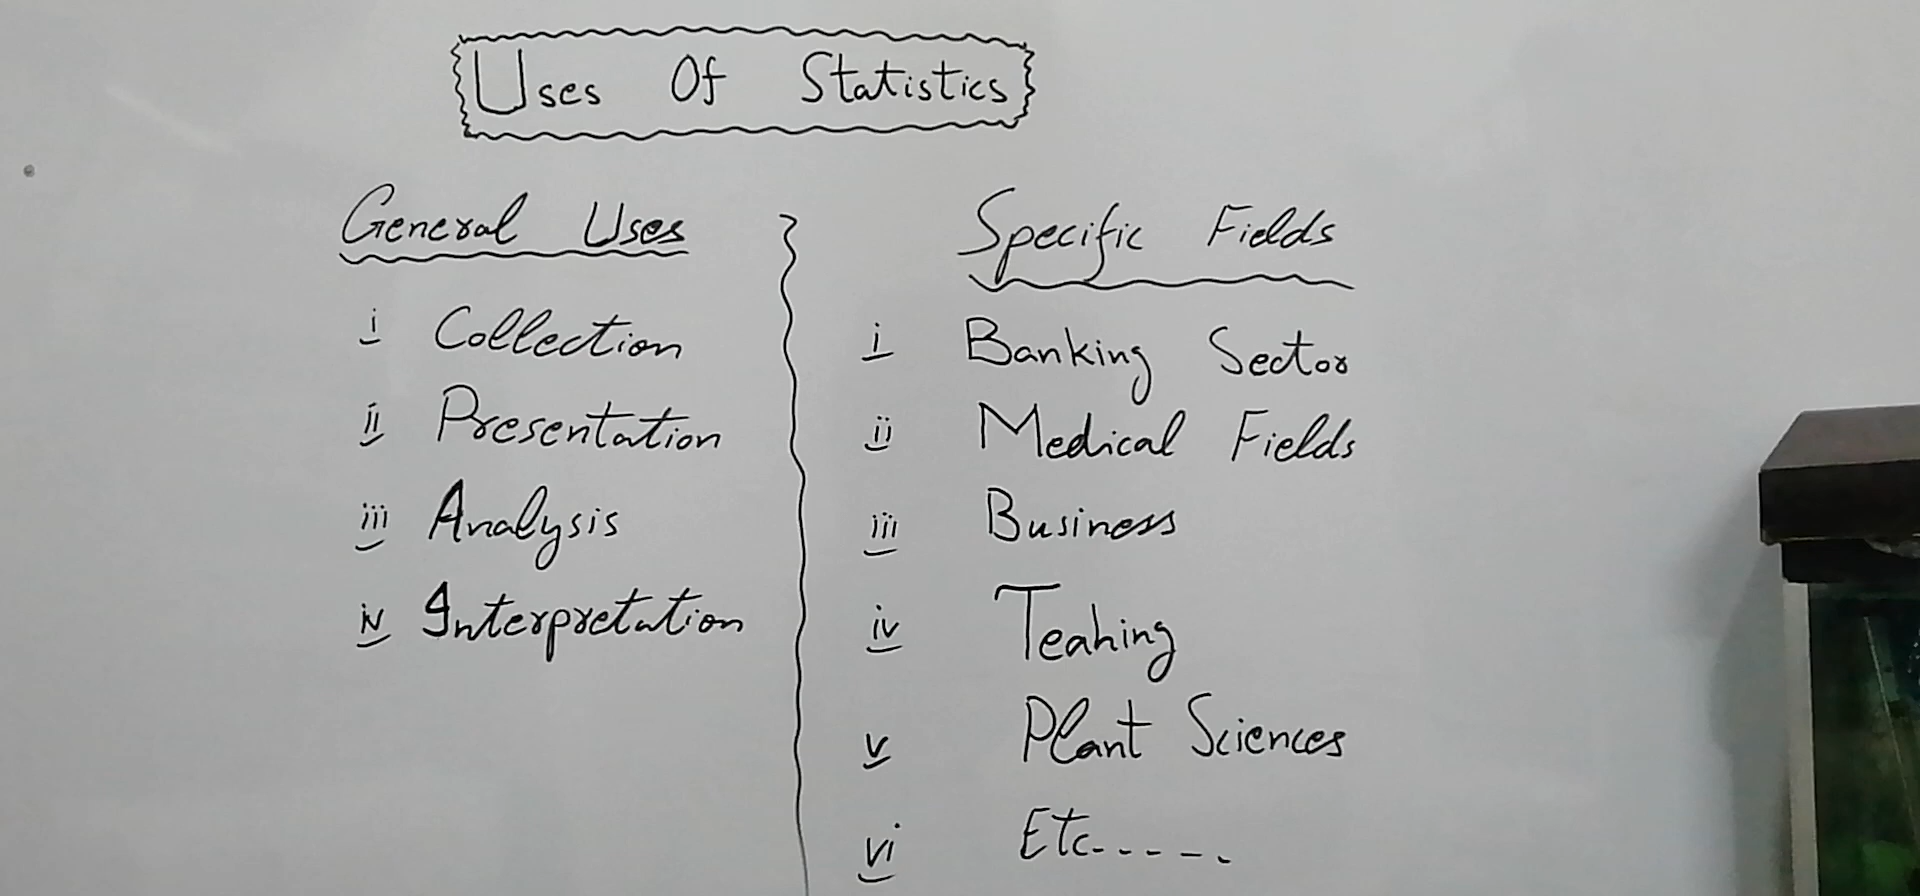 Uses Of Statistics
General Uses
i Collection
ii Presentation
iii Analysis
iv Interpretation
Specific Fields
i Banking Sector
ii Medical Fields
iii Business
iv Teahing
v Plant Sciences
vi Etc-----